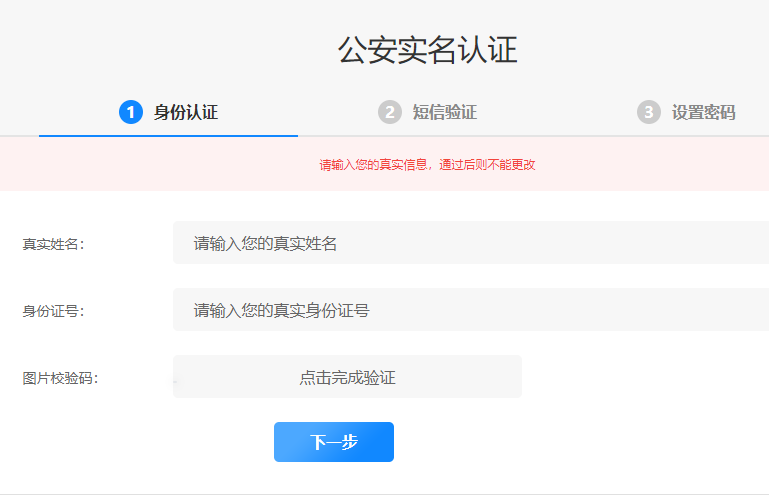 公安实名认证
1 身份认证 2 短信验证 3 设置密码
请输入您的真实信息，通过后则不能更改
真实姓名： 请输入您的真实姓名
身份证号： 请输入您的真实身份证号
图片校验码： 点击完成验证
下一步